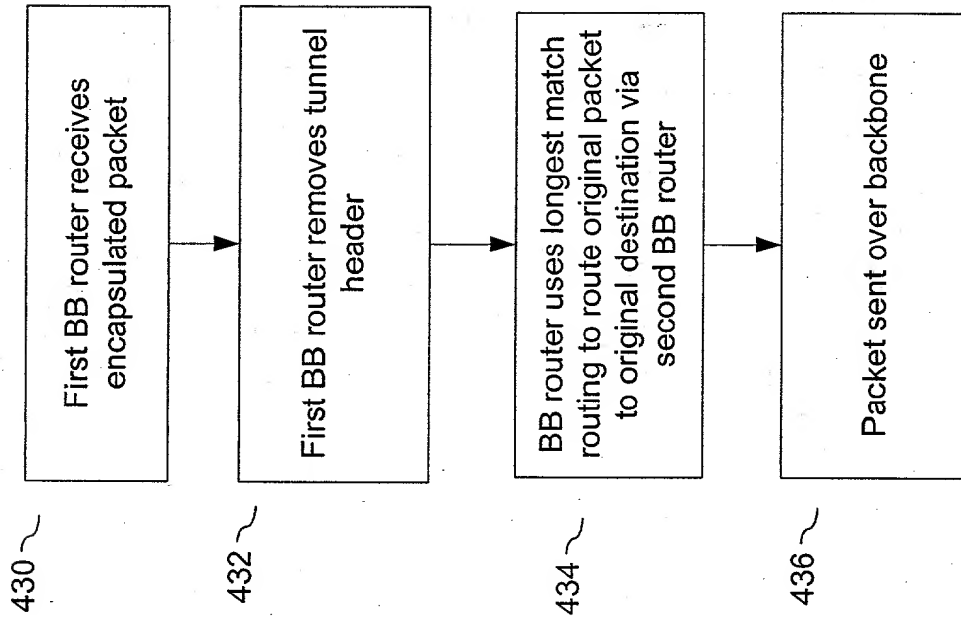 430
First BB router receives
encapsulated packet
432
First BB router removes tunnel
header
434
BB router uses longest match
routing to route original packet
to original destination via
second BB router
436
Packet sent over backbone